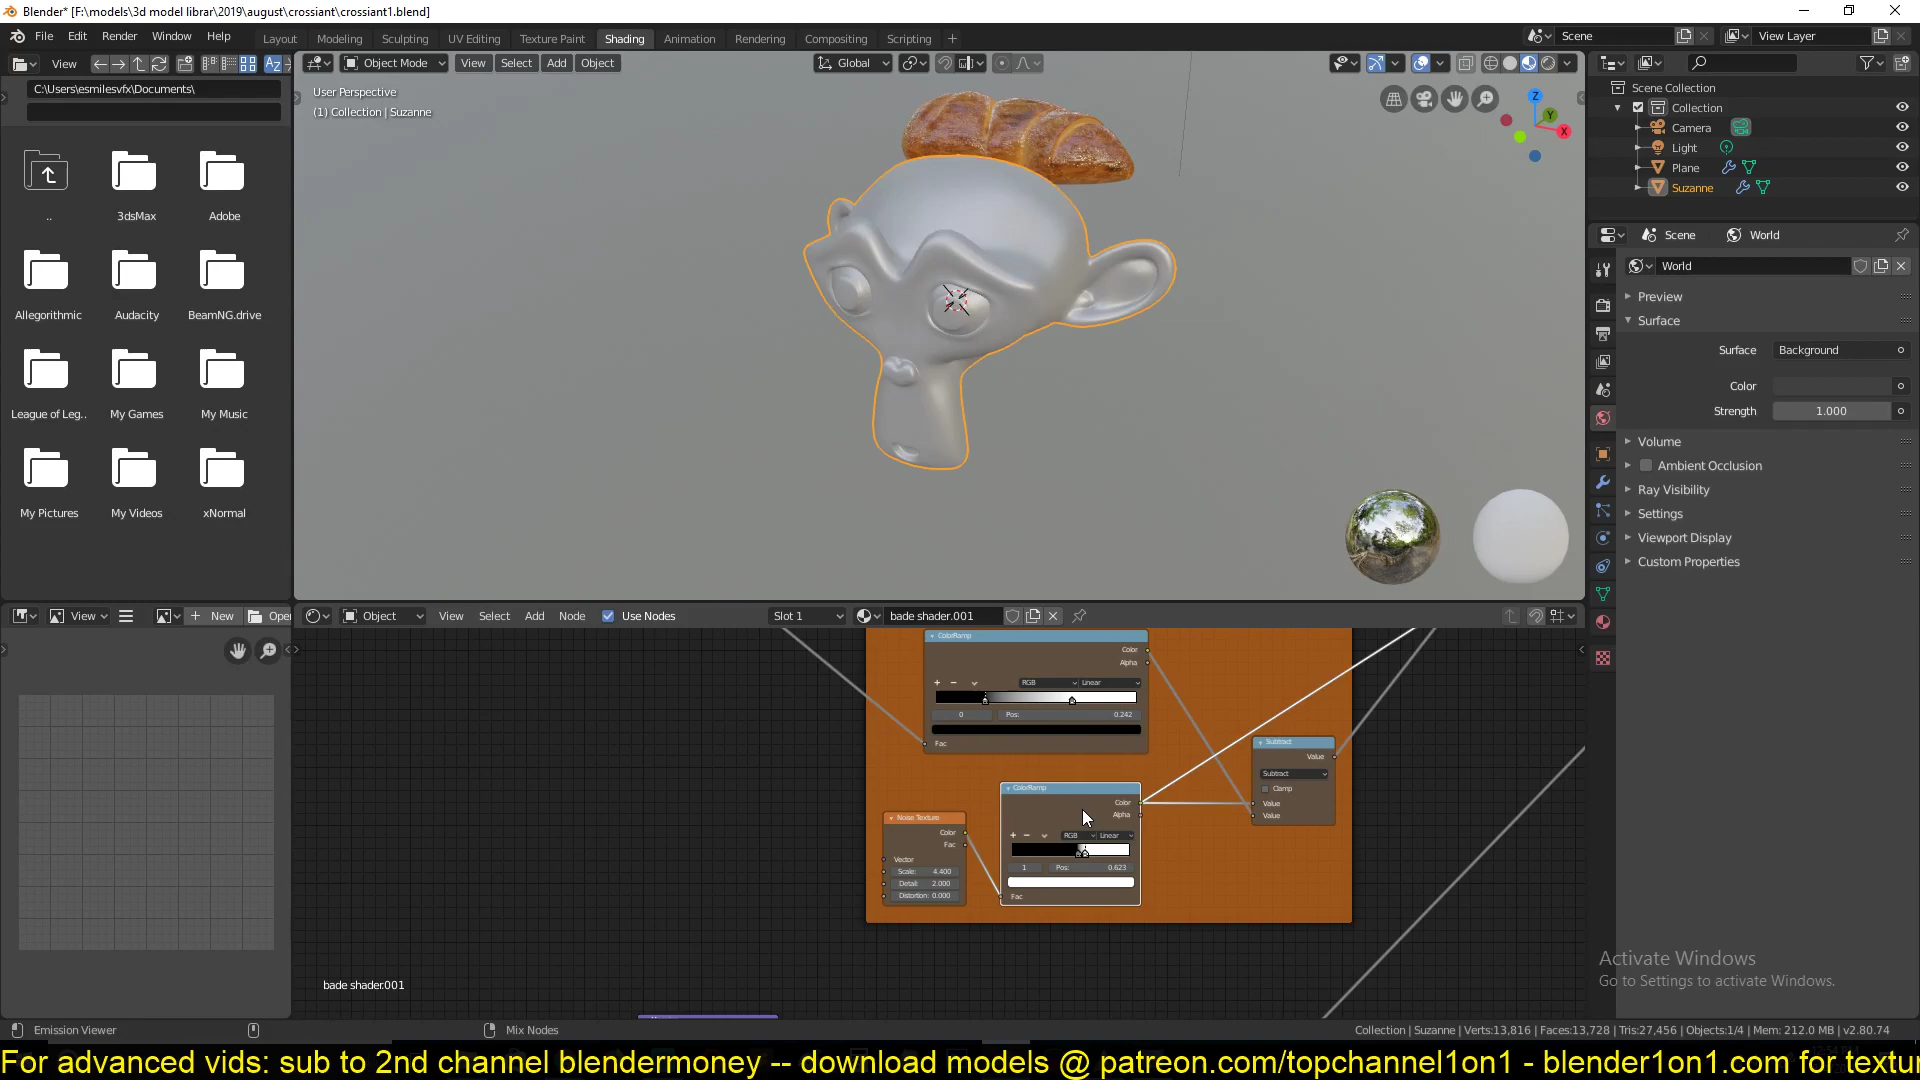 Blender* [F:\models\3d model librar\2019\august\crossiant\crossiant1.blend]
File Edit Render Window Help
Layout Modeling Sculpting UV Editing Texture Paint Shading Animation Rendering Compositing Scripting
Scene
View Layer
View
Object Mode View Select Add Object
Global
C:\Users\esmilesvfx\Documents\
User Perspective
(1) Collection | Suzanne
..
3dsMax
Adobe
Allegorithmic
Audacity
BeamNG.drive
League of Leg..
My Games
My Music
My Pictures
My Videos
xNormal
Z
Y
X
Scene Collection
Collection
Camera
Light
Plane
Suzanne
Scene World
World
Preview
Surface
Surface Background
Color
Strength 1.000
Volume
Ambient Occlusion
Ray Visibility
Settings
Viewport Display
Custom Properties
View New Open
Object View Select Add Node Use Nodes Slot 1 bade shader.001
ColorRamp
Color
Alpha
RGB Linear
0 Pos: 0.242
Fac
Subtract
Value
Subtract
Clamp
Value
Value
ColorRamp
Color
Alpha
RGB Linear
1 Pos: 0.623
Fac
Noise Texture
Color
Fac
Vector
Scale: 4.400
Detail: 2.000
Distortion: 0.000
bade shader.001
Activate Windows
Go to Settings to activate Windows.
Emission Viewer
Mix Nodes
Collection | Suzanne | Verts:13,816 | Faces:13,728 | Tris:27,456 | Objects:1/4 | Mem: 212.0 MB | v2.80.74
For advanced vids: sub to 2nd channel blendermoney -- download models @ patreon.com/topchannel1on1 - blender1on1.com for textur